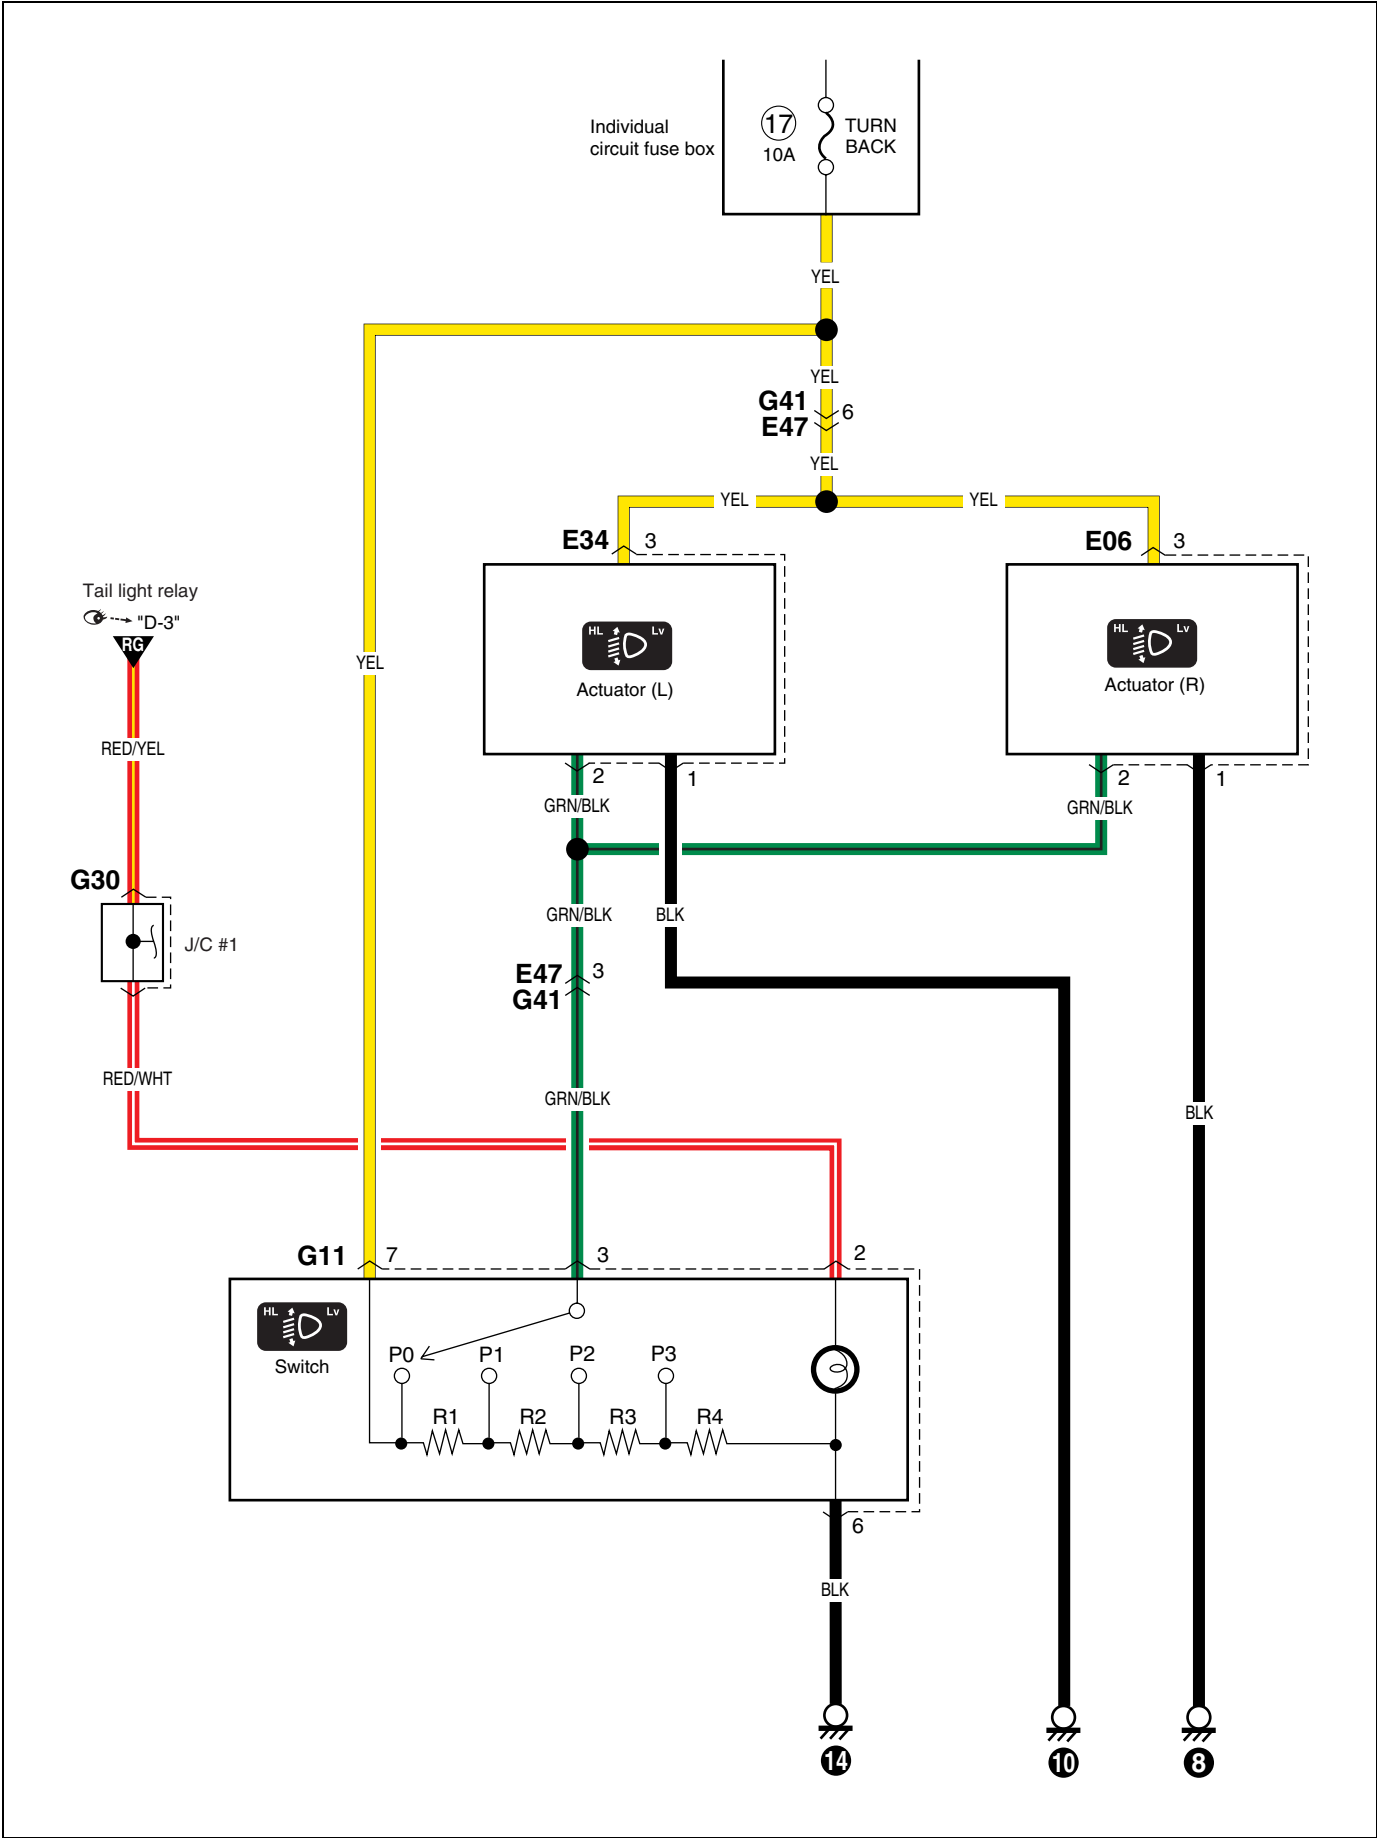 Individual
circuit fuse box
17
10A
TURN
BACK
YEL
YEL
G41
E47
6
YEL
YEL
YEL
E34
3
E06
3
Tail light relay
"D-3"
RG
HL
Lv
Actuator (L)
HL
Lv
Actuator (R)
YEL
RED/YEL
2
1
2
1
GRN/BLK
GRN/BLK
G30
J/C #1
GRN/BLK
BLK
E47
G41
3
RED/WHT
GRN/BLK
BLK
G11
7
3
2
HL
Lv
Switch
P0
P1
P2
P3
R1
R2
R3
R4
6
BLK
14
10
8